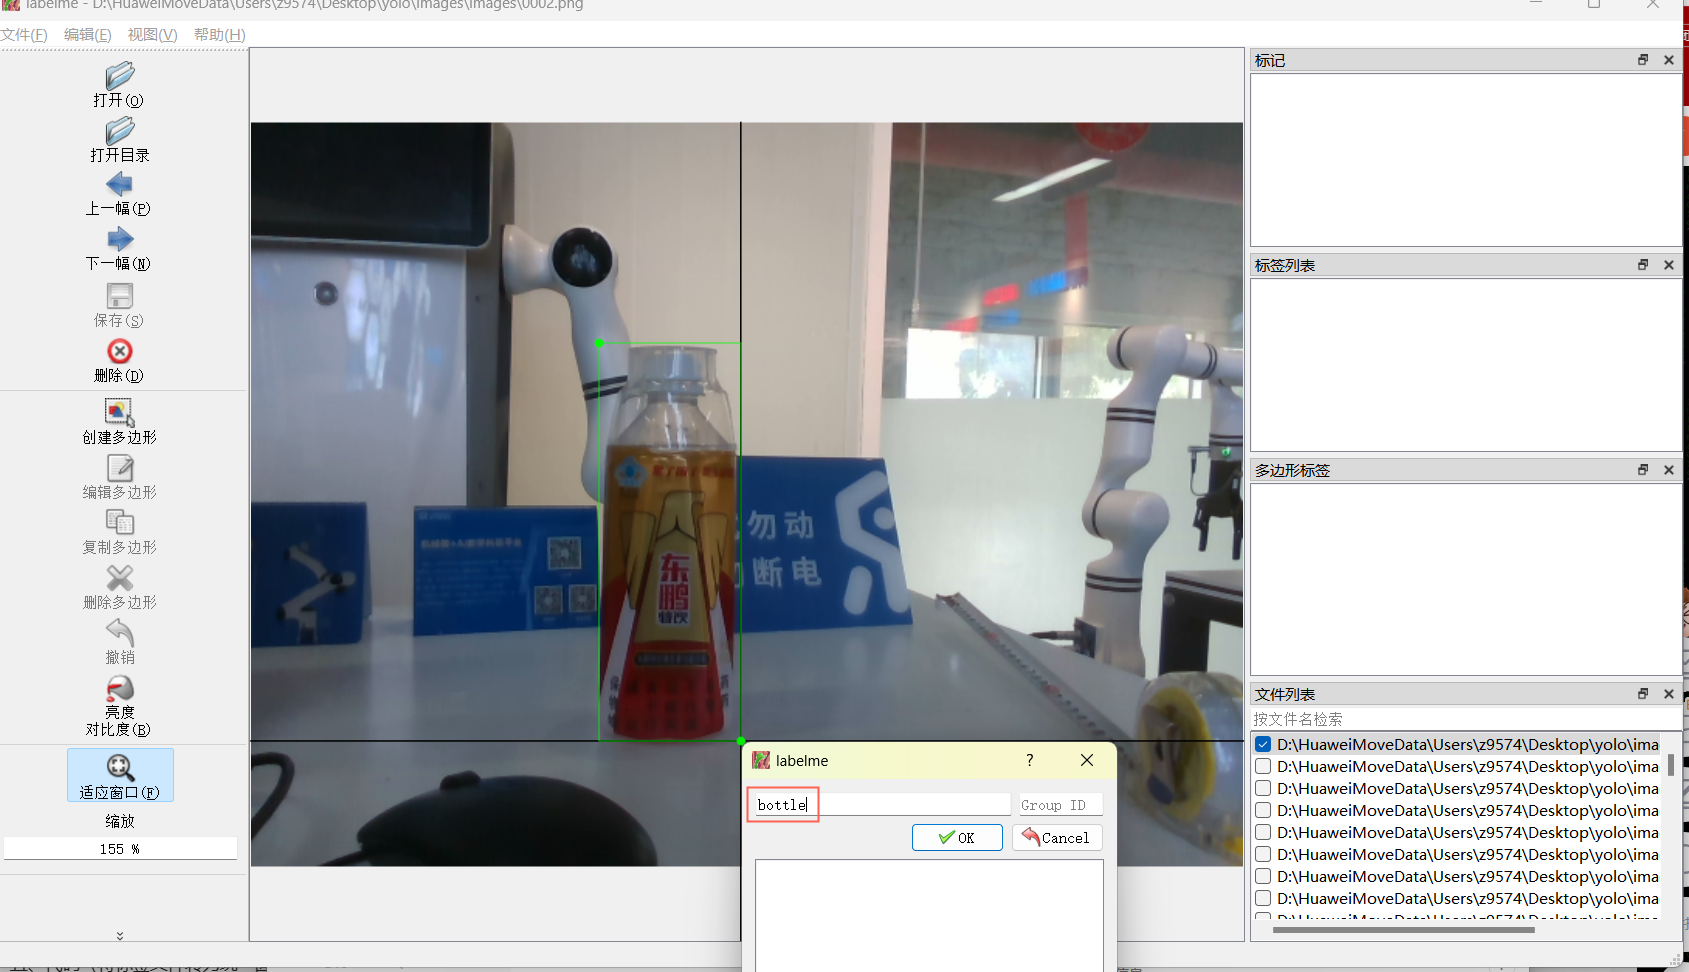 labelme - D:\HuaweiMoveData\Users\z9574\Desktop\yolo\images\images\0002.png
文件(F) 编辑(E) 视图(V) 帮助(H)
打开(O)
打开目录
上一幅(P)
下一幅(N)
保存(S)
删除(D)
创建多边形
编辑多边形
复制多边形
删除多边形
撤销
亮度
对比度(B)
适应窗口(F)
缩放
155 %
勿动
断电
东鹏
特饮
labelme ?
bottle Group ID
OK Cancel
标记
标签列表
多边形标签
文件列表
按文件名检索
D:\HuaweiMoveData\Users\z9574\Desktop\yolo\ima
D:\HuaweiMoveData\Users\z9574\Desktop\yolo\ima
D:\HuaweiMoveData\Users\z9574\Desktop\yolo\ima
D:\HuaweiMoveData\Users\z9574\Desktop\yolo\ima
D:\HuaweiMoveData\Users\z9574\Desktop\yolo\ima
D:\HuaweiMoveData\Users\z9574\Desktop\yolo\ima
D:\HuaweiMoveData\Users\z9574\Desktop\yolo\ima
D:\HuaweiMoveData\Users\z9574\Desktop\yolo\ima